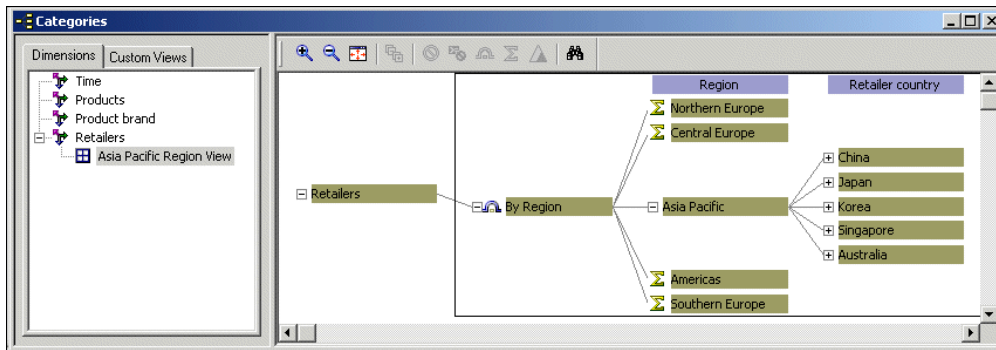 Categories
Dimensions
Custom Views
Time
Products
Product brand
Retailers
Asia Pacific Region View
Region
Retailer country
Northern Europe
Central Europe
China
Japan
Retailers
By Region
Asia Pacific
Korea
Singapore
Australia
Americas
Southern Europe